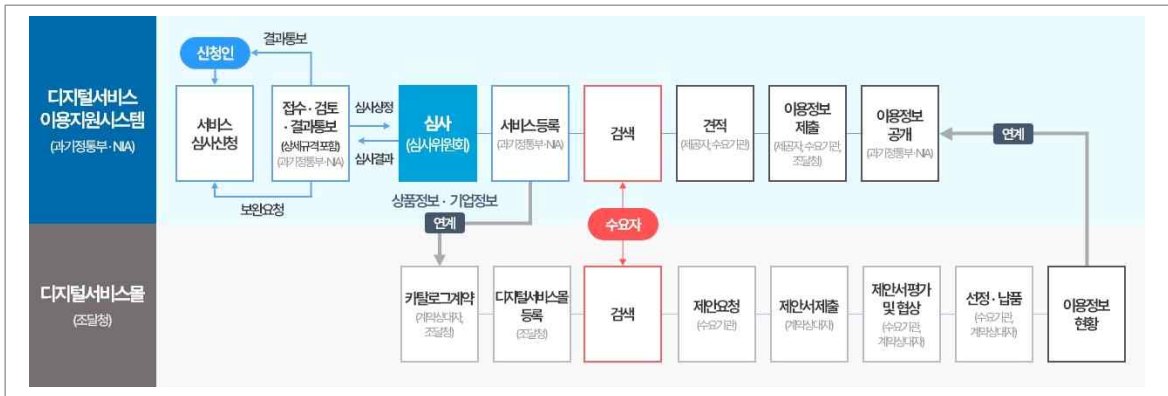 디지털서비스
이용지원시스템
(과기정통부·NIA)
신청인
결과통보
서비스
심사신청
접수·검토
·결과통보
(상세규격포함)
(과기정통부·NIA)
보완요청
심사상정
심사결과
심사
(심사위원회)
서비스등록
(과기정통부·NIA)
검색
견적
(제공자,수요기관)
이용정보
제출
(제공자,수요기관,
조달청)
이용정보
공개
(과기정통부·NIA)
연계
상품정보·기업정보
연계
수요자
디지털서비스몰
(조달청)
카탈로그계약
(계약상대자,
조달청)
디지털서비스몰
등록
(조달청)
검색
제안요청
(수요기관)
제안서제출
(계약상대자)
제안서평가
및 협상
(수요기관,
계약상대자)
선정·납품
(수요기관,
계약상대자)
이용정보
현황